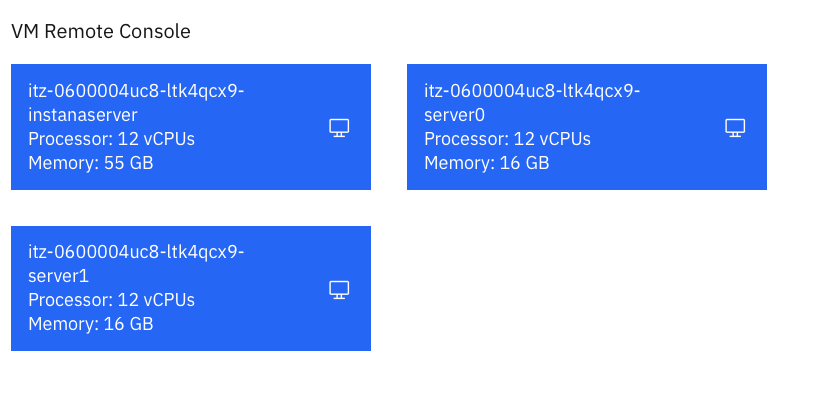 VM Remote Console
itz-0600004uc8-ltk4qcx9-
instanaserver
Processor: 12 vCPUs
Memory: 55 GB
itz-0600004uc8-ltk4qcx9-
server0
Processor: 12 vCPUs
Memory: 16 GB
itz-0600004uc8-ltk4qcx9-
server1
Processor: 12 vCPUs
Memory: 16 GB